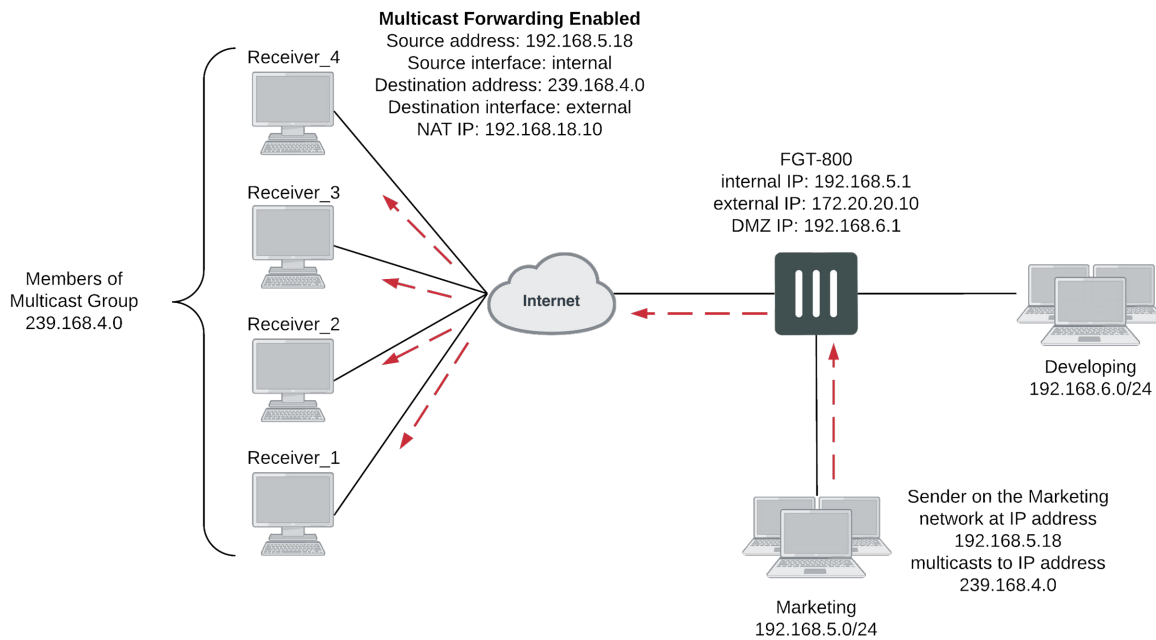 Multicast Forwarding Enabled
Source address: 192.168.5.18
Source interface: internal
Destination address: 239.168.4.0
Destination interface: external
NAT IP: 192.168.18.10
Receiver_4
Receiver_3
Receiver_2
Receiver_1
Members of
Multicast Group
239.168.4.0
Internet
FGT-800
internal IP: 192.168.5.1
external IP: 172.20.20.10
DMZ IP: 192.168.6.1
Developing
192.168.6.0/24
Sender on the Marketing
network at IP address
192.168.5.18
multicasts to IP address
239.168.4.0
Marketing
192.168.5.0/24